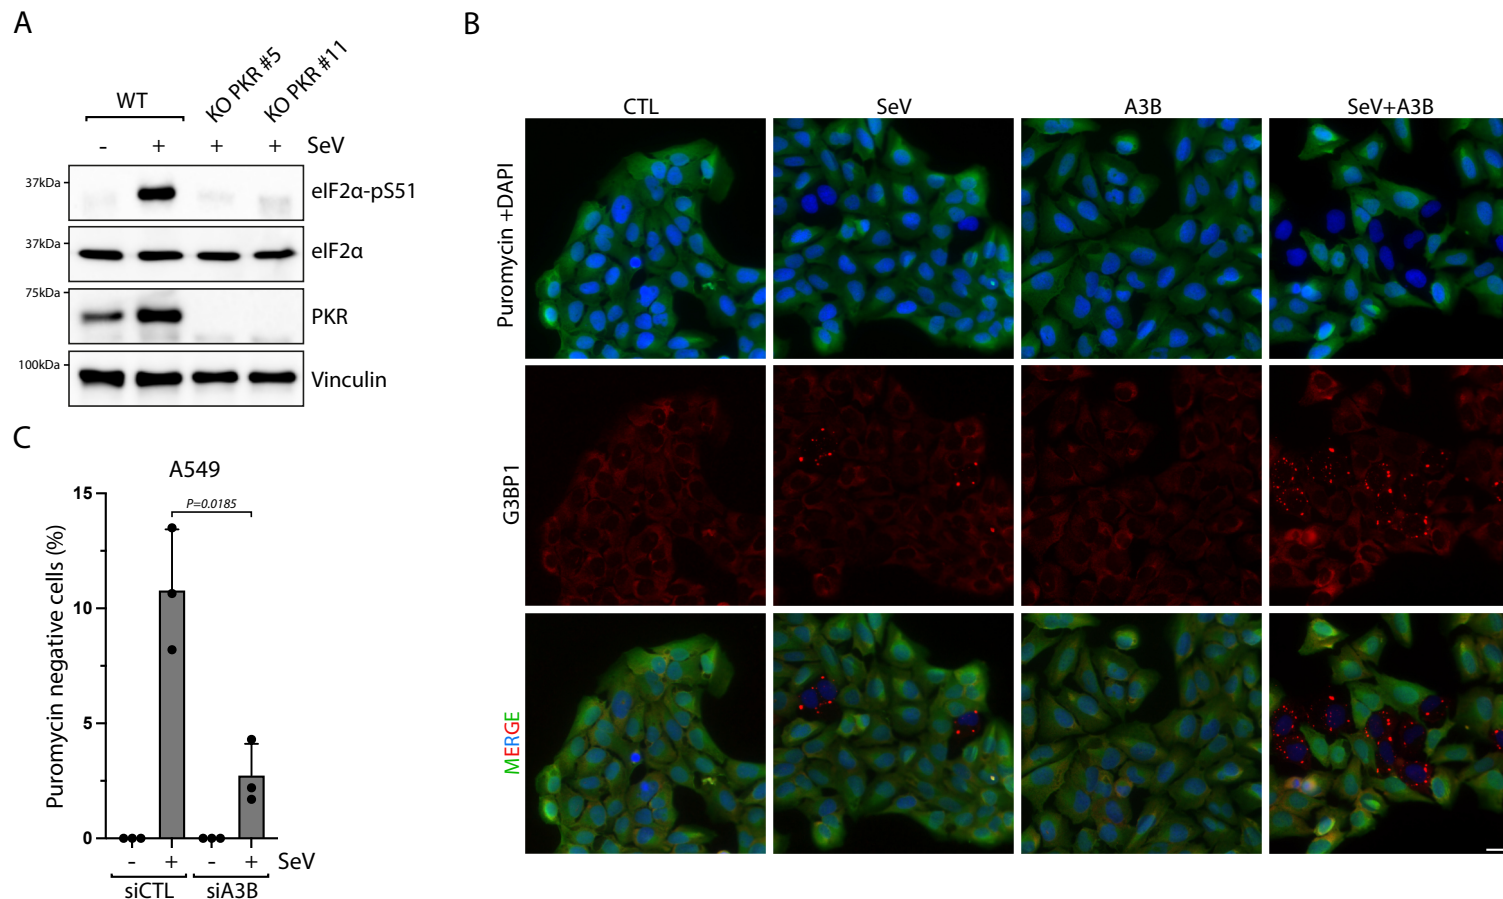 A
WT
KO PKR #5
KO PKR #11
- + + + SeV
37kDa eIF2α-pS51
37kDa eIF2α
75kDa PKR
100kDa Vinculin
B
CTL SeV A3B SeV+A3B
Puromycin +DAPI
G3BP1
MERGE
C
A549
P=0.0185
Puromycin negative cells (%)
15
10
5
0
- + - + SeV
siCTL siA3B